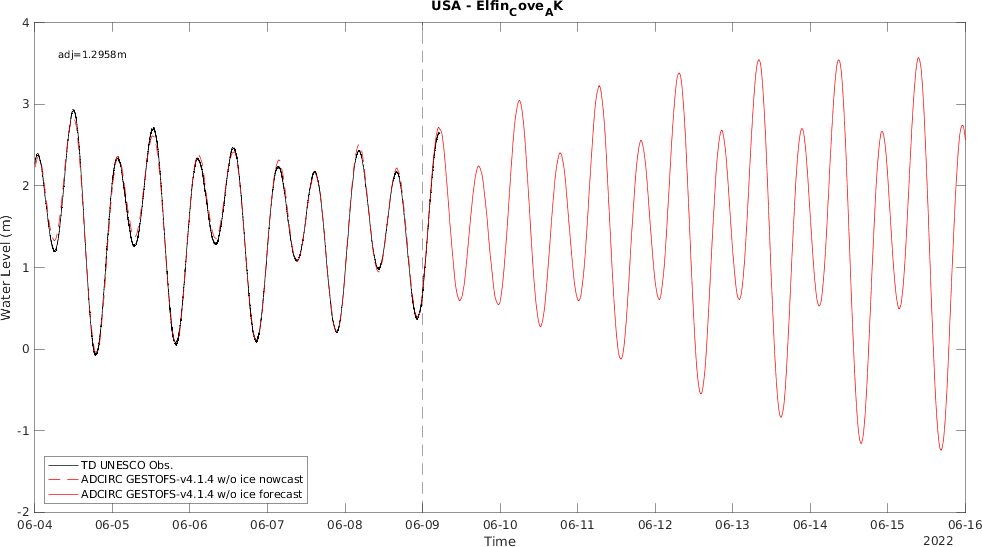 USA - ElfinCoveAK
4
adj=1.2958m
3
2
1
0
-1
-2
Water Level (m)
TD UNESCO Obs.
ADCIRC GESTOFS-v4.1.4 w/o ice nowcast
ADCIRC GESTOFS-v4.1.4 w/o ice forecast
06-04 06-05 06-06 06-07 06-08 06-09 06-10 06-11 06-12 06-13 06-14 06-15 06-16
Time
2022